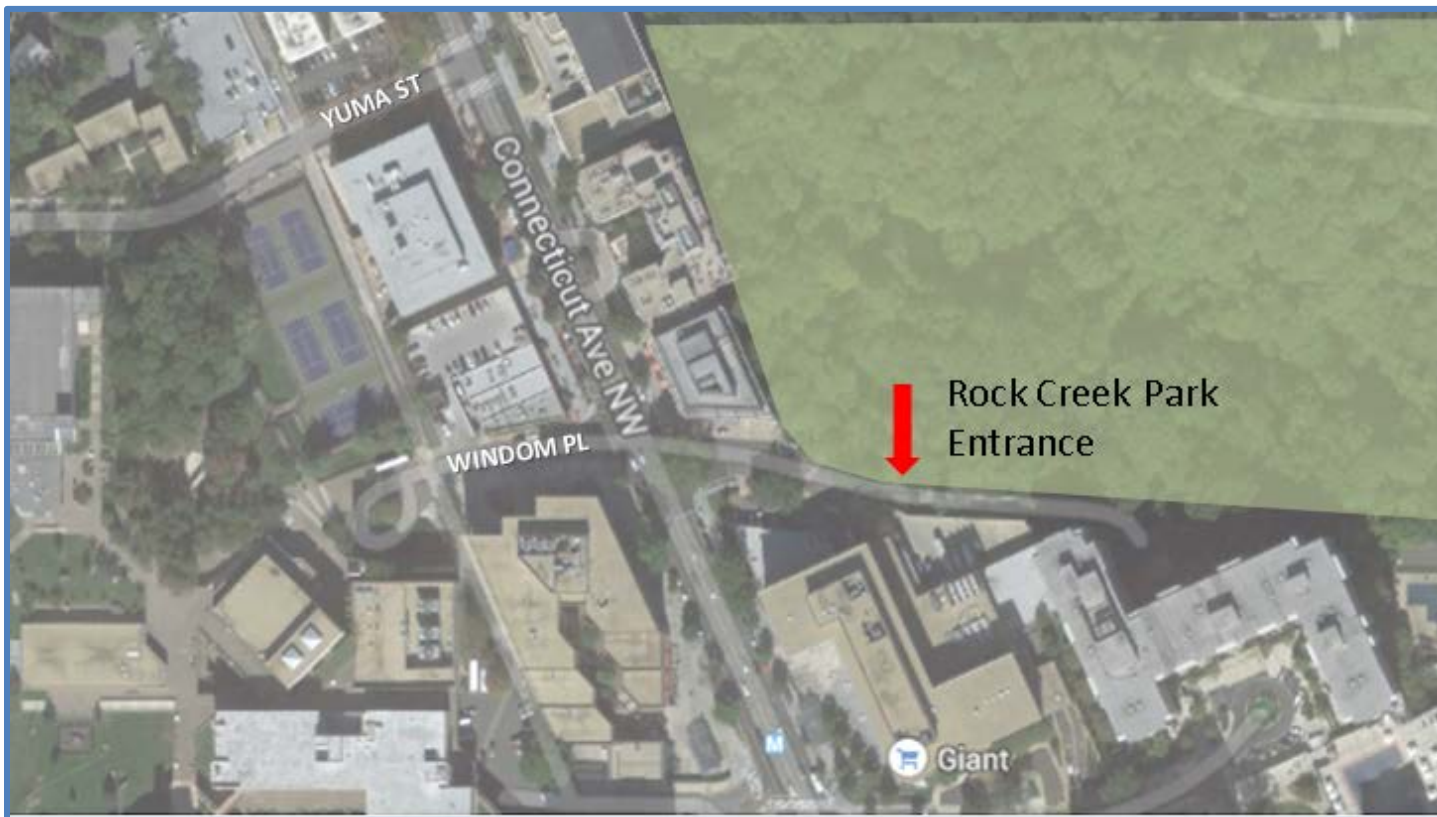 YUMA ST
Connecticut Ave NW
Rock Creek Park
Entrance
WINDOM PL
M
Giant